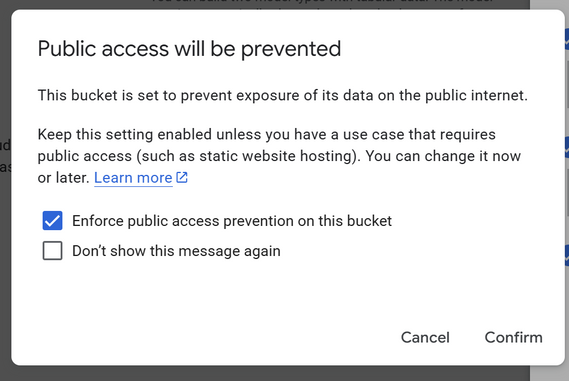 Public access will be prevented
This bucket is set to prevent exposure of its data on the public internet.
Keep this setting enabled unless you have a use case that requires
public access (such as static website hosting). You can change it now
or later. Learn more
Enforce public access prevention on this bucket
Don't show this message again
Cancel Confirm